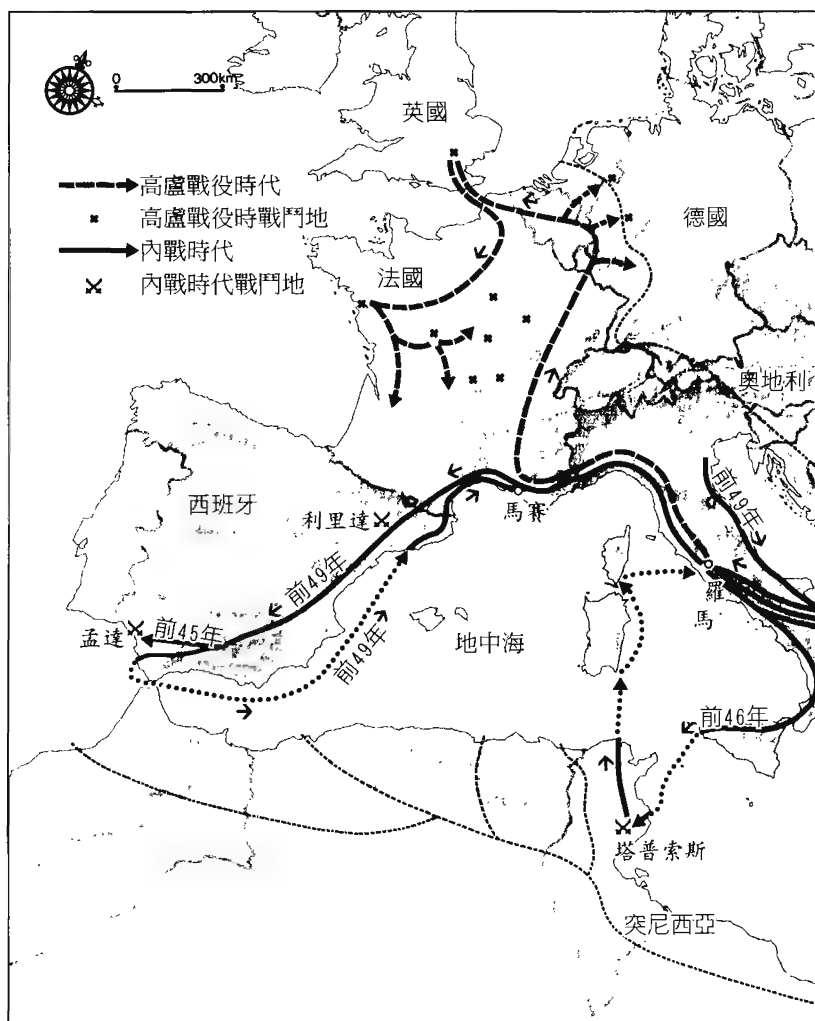 0 300km
英國
高盧戰役時代
高盧戰役時戰鬥地
內戰時代
內戰時代戰鬥地
德國
法國
奧地利
西班牙
利里達
馬賽
前49年
羅馬
前49年
孟達
前45年
前49年
地中海
前46年
塔普索斯
突尼西亞